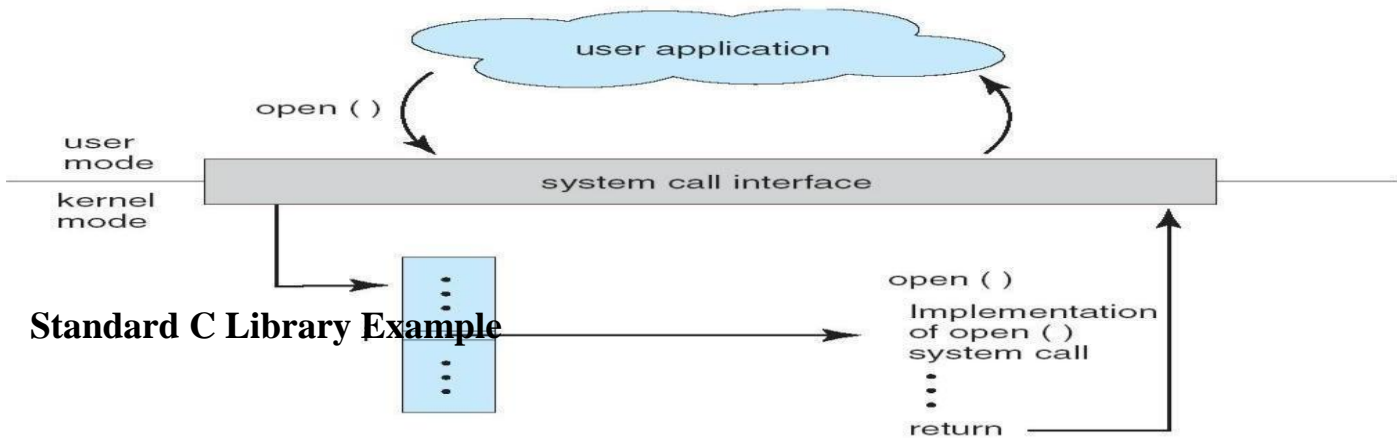 user application
open ( )
user
mode
system call interface
kernel
mode
open ( )
Standard C Library Example
i
Implementation
of open ( )
system call
return